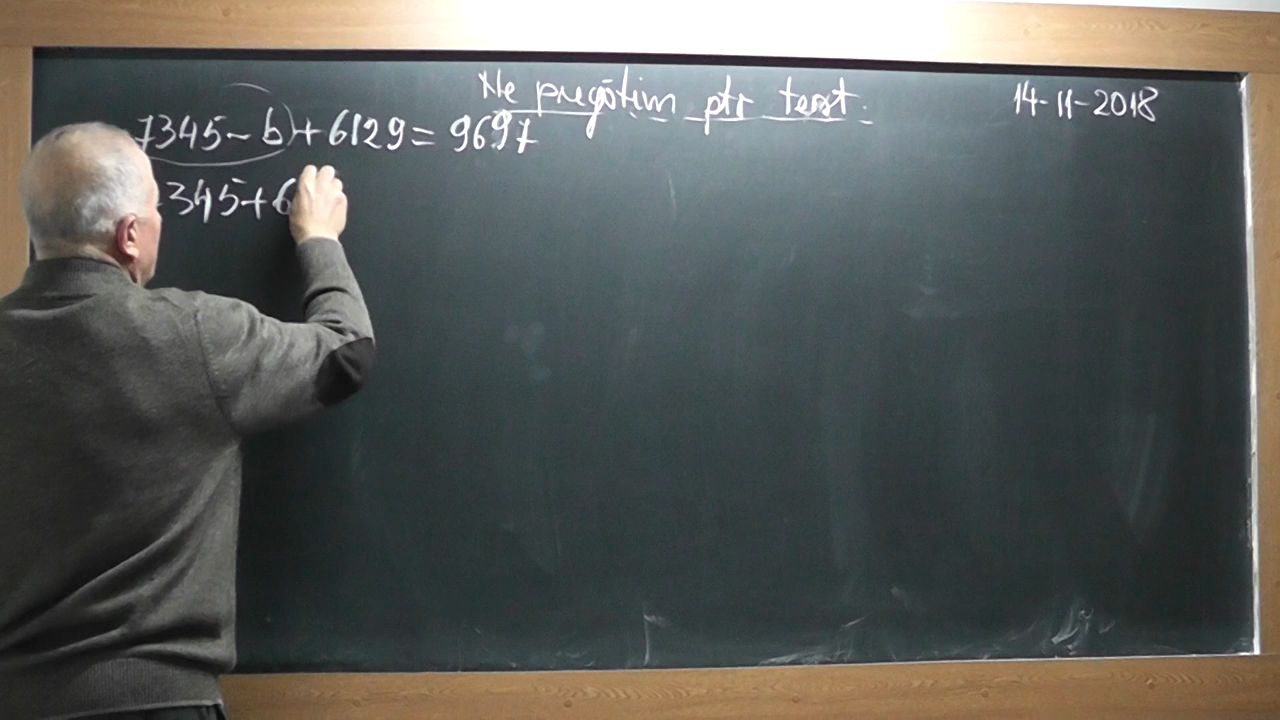 Ne pregătim ptr test.
14-11-2018
7345-b)+6129=9697
345+6